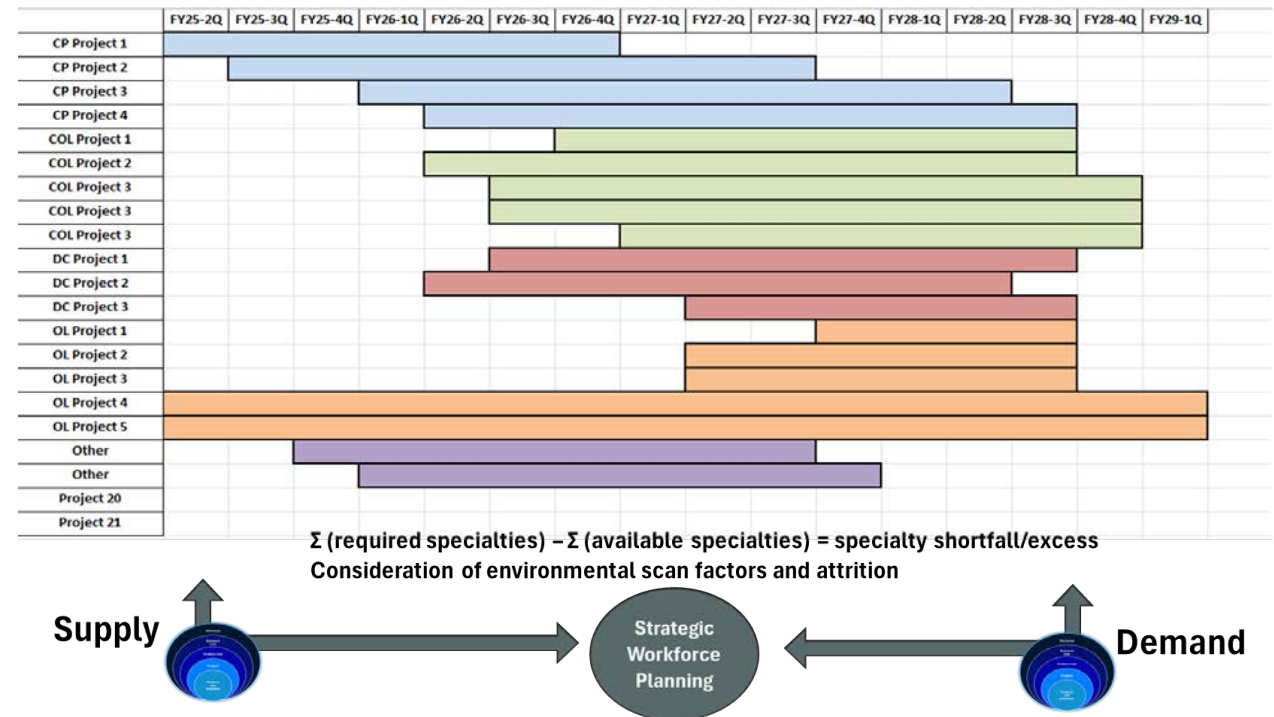 FY25-2Q FY25-3Q FY25-4Q FY26-1Q FY26-2Q FY26-3Q FY26-4Q FY27-1Q FY27-2Q FY27-3Q FY27-4Q FY28-1Q FY28-2Q FY28-3Q FY28-4Q FY29-1Q
CP Project 1
CP Project 2
CP Project 3
CP Project 4
COL Project 1
COL Project 2
COL Project 3
COL Project 3
COL Project 3
DC Project 1
DC Project 2
DC Project 3
OL Project 1
OL Project 2
OL Project 3
OL Project 4
OL Project 5
Other
Other
Project 20
Project 21
Σ (required specialties) – Σ (available specialties) = specialty shortfall/excess
Consideration of environmental scan factors and attrition
Supply
Strategic
Workforce
Planning
Demand